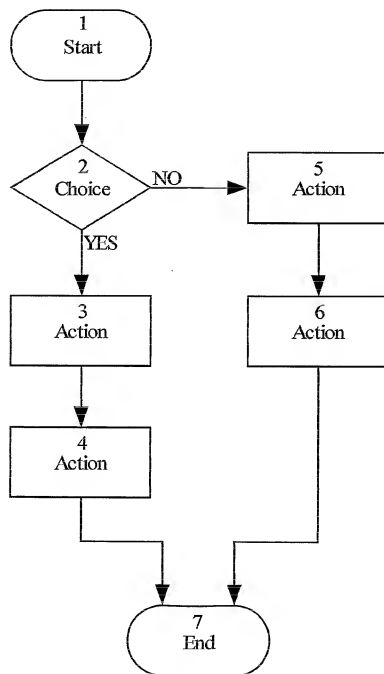 1
Start
2
Choice
NO
YES
3
Action
4
Action
5
Action
6
Action
7
End